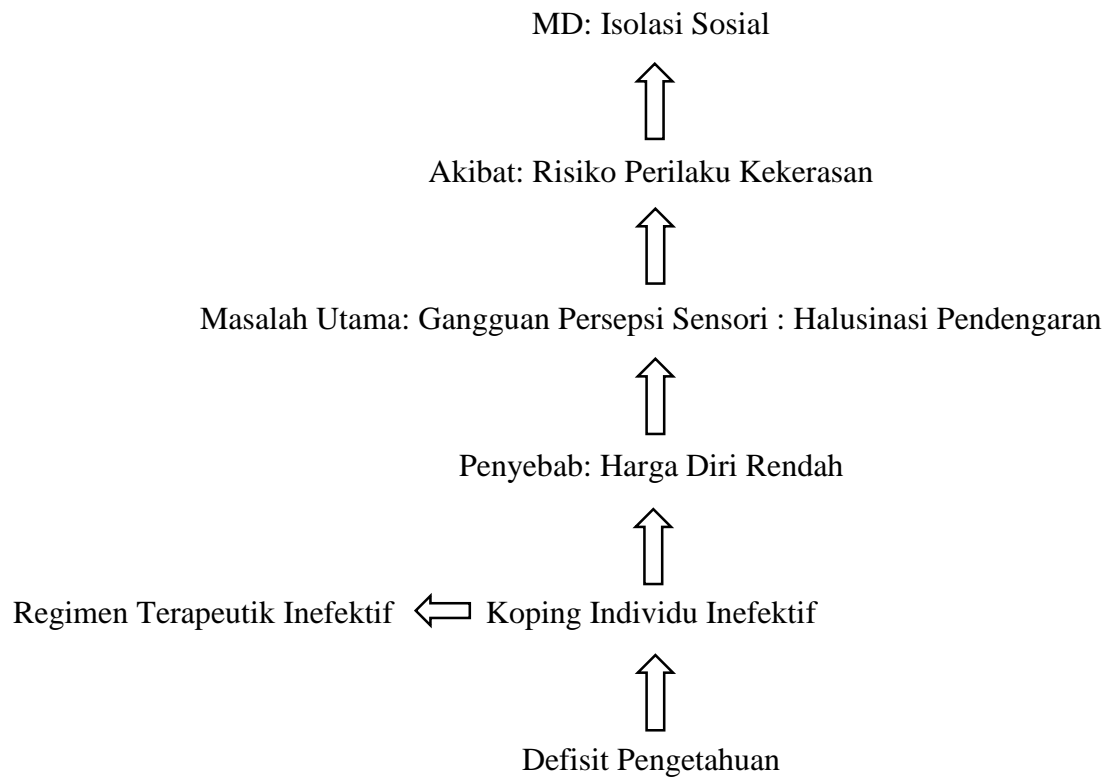 MD: Isolasi Sosial
Akibat: Risiko Perilaku Kekerasan
Masalah Utama: Gangguan Persepsi Sensori : Halusinasi Pendengaran
Penyebab: Harga Diri Rendah
Regimen Terapeutik Inefektif Koping Individu Inefektif
Defisit Pengetahuan